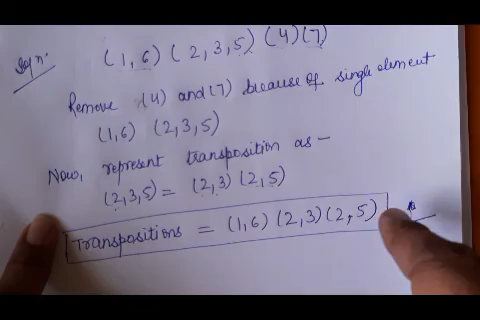 Solⁿ.
(1,6) (2,3,5) (4)(7)
Remove (4) and (7) because of single element
(1,6) (2,3,5)
Now, represent transposition as –
(2,3,5) = (2,3) (2,5)
Transpositions = (1,6) (2,3) (2,5)